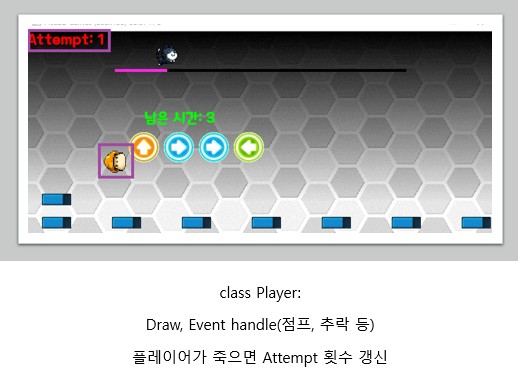 Attempt: 1
남은 시간: 3
class Player:
Draw, Event handle(점프, 추락 등)
플레이어가 죽으면 Attempt 횟수 갱신